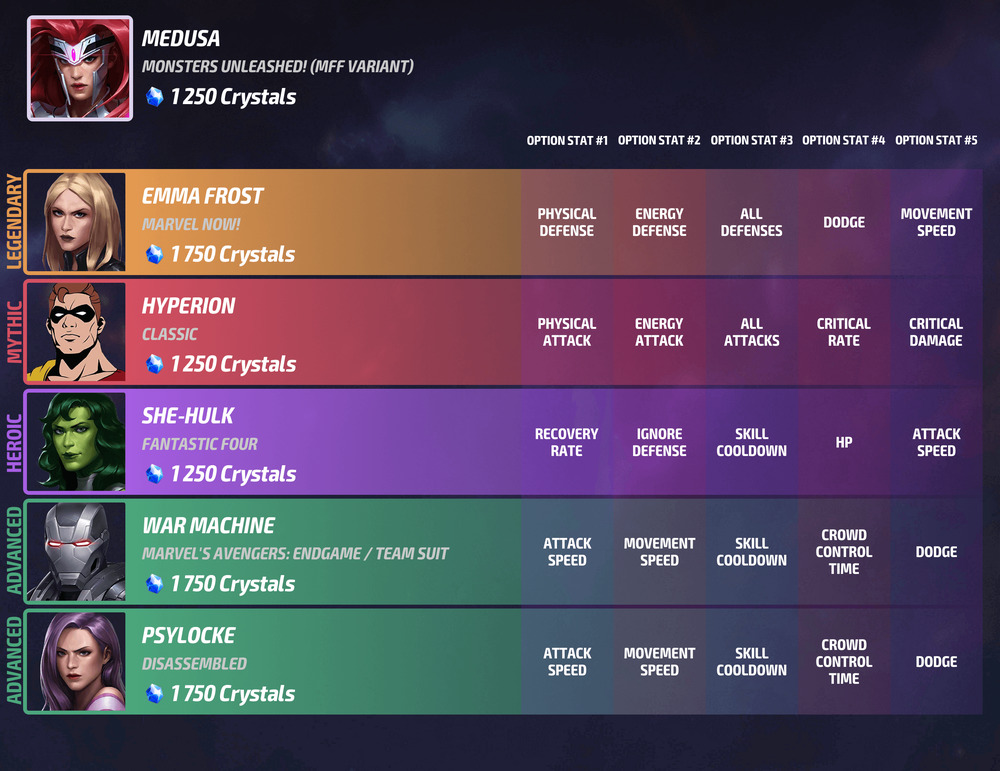 MEDUSA
MONSTERS UNLEASHED! (MFF VARIANT)
1 250 Crystals
OPTION STAT #1 OPTION STAT #2 OPTION STAT #3 OPTION STAT #4 OPTION STAT #5
LEGENDARY
EMMA FROST
MARVEL NOW!
1 750 Crystals
PHYSICAL
DEFENSE
ENERGY
DEFENSE
ALL
DEFENSES
DODGE
MOVEMENT
SPEED
MYTHIC
HYPERION
CLASSIC
1 250 Crystals
PHYSICAL
ATTACK
ENERGY
ATTACK
ALL
ATTACKS
CRITICAL
RATE
CRITICAL
DAMAGE
HEROIC
SHE-HULK
FANTASTIC FOUR
1 250 Crystals
RECOVERY
RATE
IGNORE
DEFENSE
SKILL
COOLDOWN
HP
ATTACK
SPEED
ADVANCED
WAR MACHINE
MARVEL'S AVENGERS: ENDGAME / TEAM SUIT
1 750 Crystals
ATTACK
SPEED
MOVEMENT
SPEED
SKILL
COOLDOWN
CROWD
CONTROL
TIME
DODGE
ADVANCED
PSYLOCKE
DISASSEMBLED
1 750 Crystals
ATTACK
SPEED
MOVEMENT
SPEED
SKILL
COOLDOWN
CROWD
CONTROL
TIME
DODGE